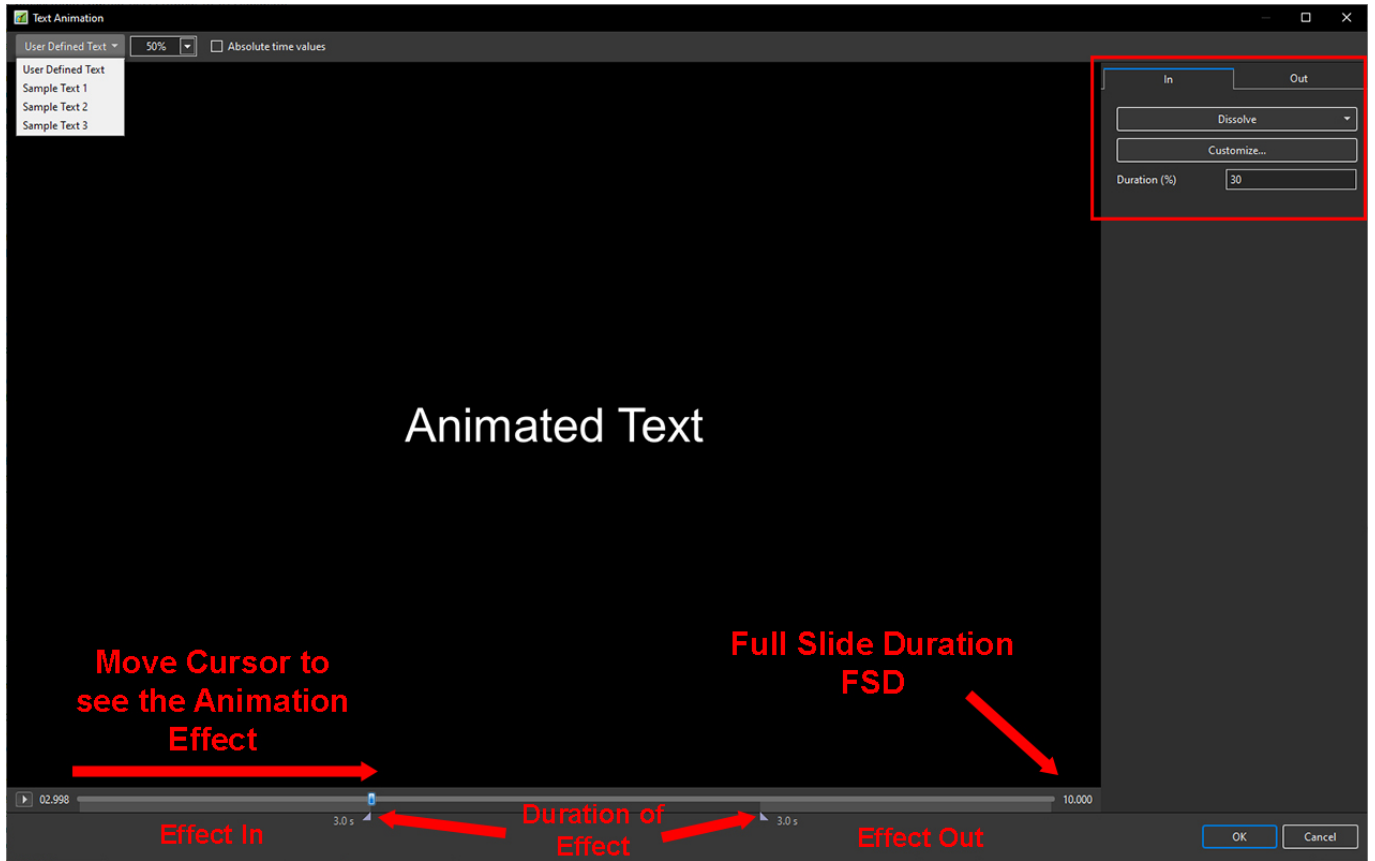 Text Animation
User Defined Text
50%
Absolute time values
User Defined Text
Sample Text 1
Sample Text 2
Sample Text 3
In
Out
Dissolve
Customize...
Duration (%)
30
Animated Text
Move Cursor to
see the Animation
Effect
Full Slide Duration
FSD
02.998
10.000
3.0 s
3.0 s
Effect In
Duration of
Effect
Effect Out
OK
Cancel